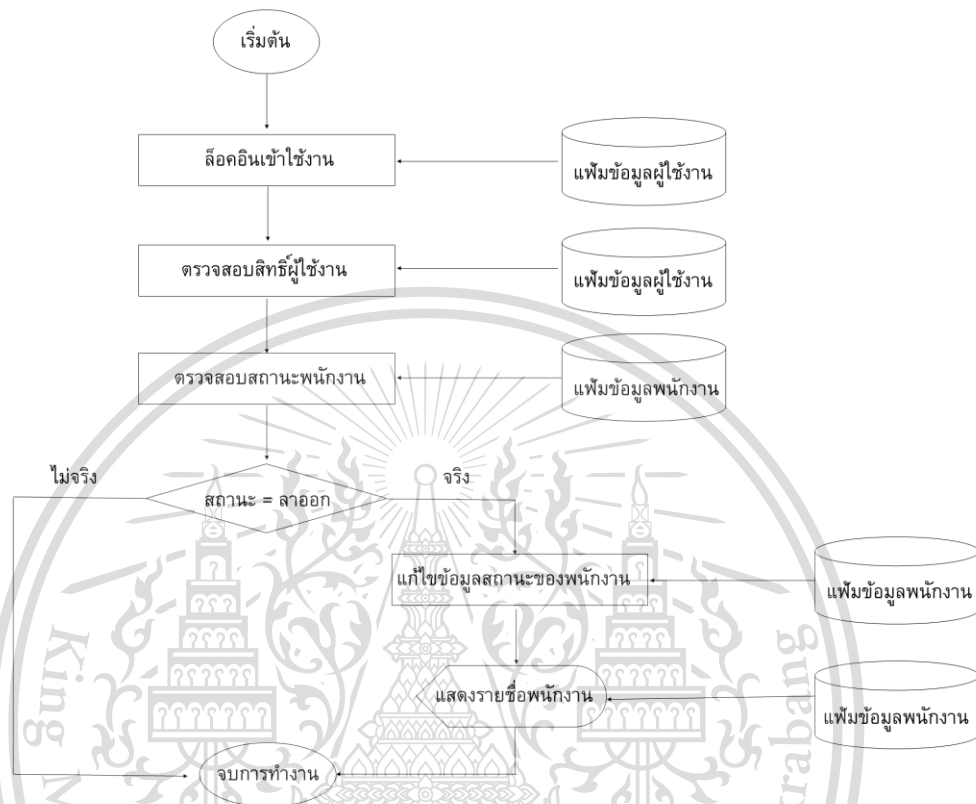 เริ่มต้น
ล็อคอินเข้าใช้งาน
แฟ้มข้อมูลผู้ใช้งาน
ตรวจสอบสิทธิ์ผู้ใช้งาน
แฟ้มข้อมูลผู้ใช้งาน
ตรวจสอบสถานะพนักงาน
แฟ้มข้อมูลพนักงาน
ไม่จริง
จริง
สถานะ = ลาออก
แก้ไขข้อมูลสถานะของพนักงาน
แฟ้มข้อมูลพนักงาน
แสดงรายชื่อพนักงาน
แฟ้มข้อมูลพนักงาน
จบการทำงาน
King